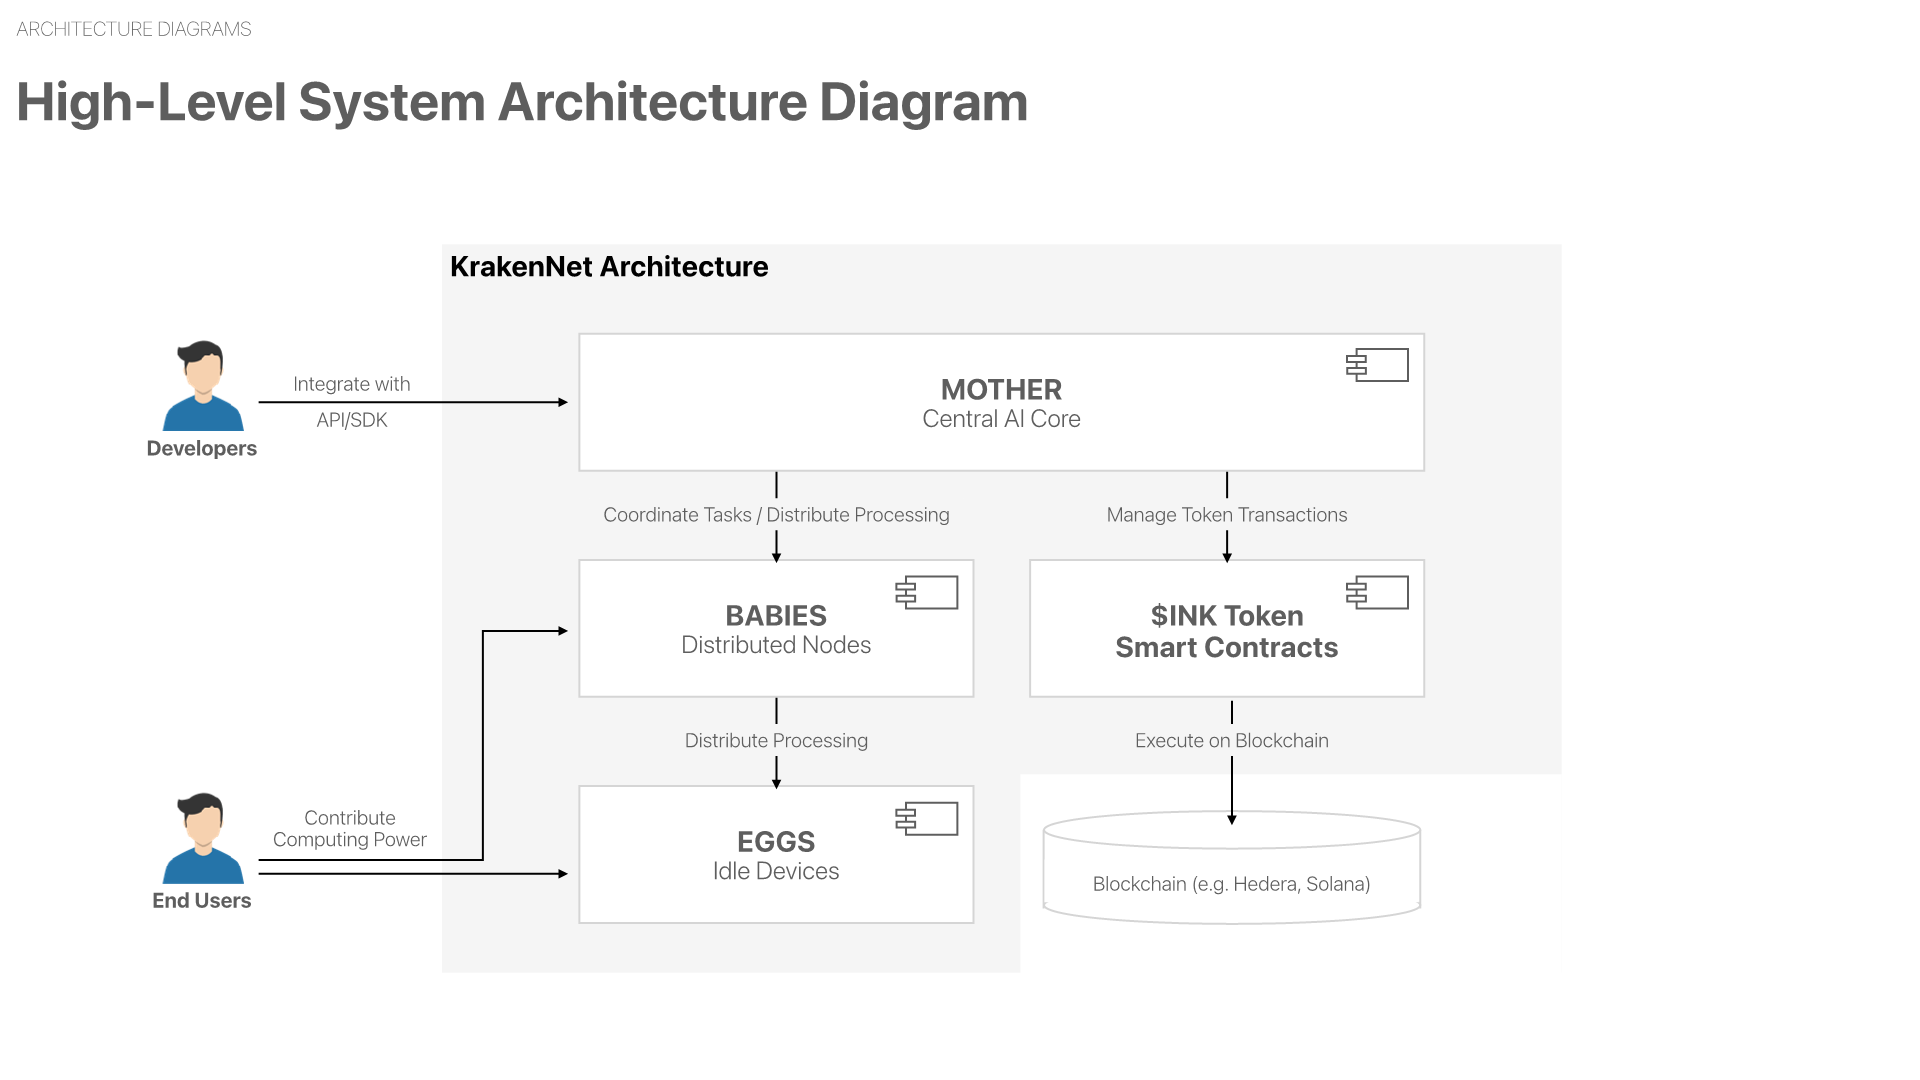 ARCHITECTURE DIAGRAMS
High-Level System Architecture Diagram
KrakenNet Architecture
Developers
Integrate with
API/SDK
MOTHER
Central AI Core
Coordinate Tasks / Distribute Processing
Manage Token Transactions
BABIES
Distributed Nodes
$INK Token
Smart Contracts
Distribute Processing
Execute on Blockchain
End Users
Contribute
Computing Power
EGGS
Idle Devices
Blockchain (e.g. Hedera, Solana)